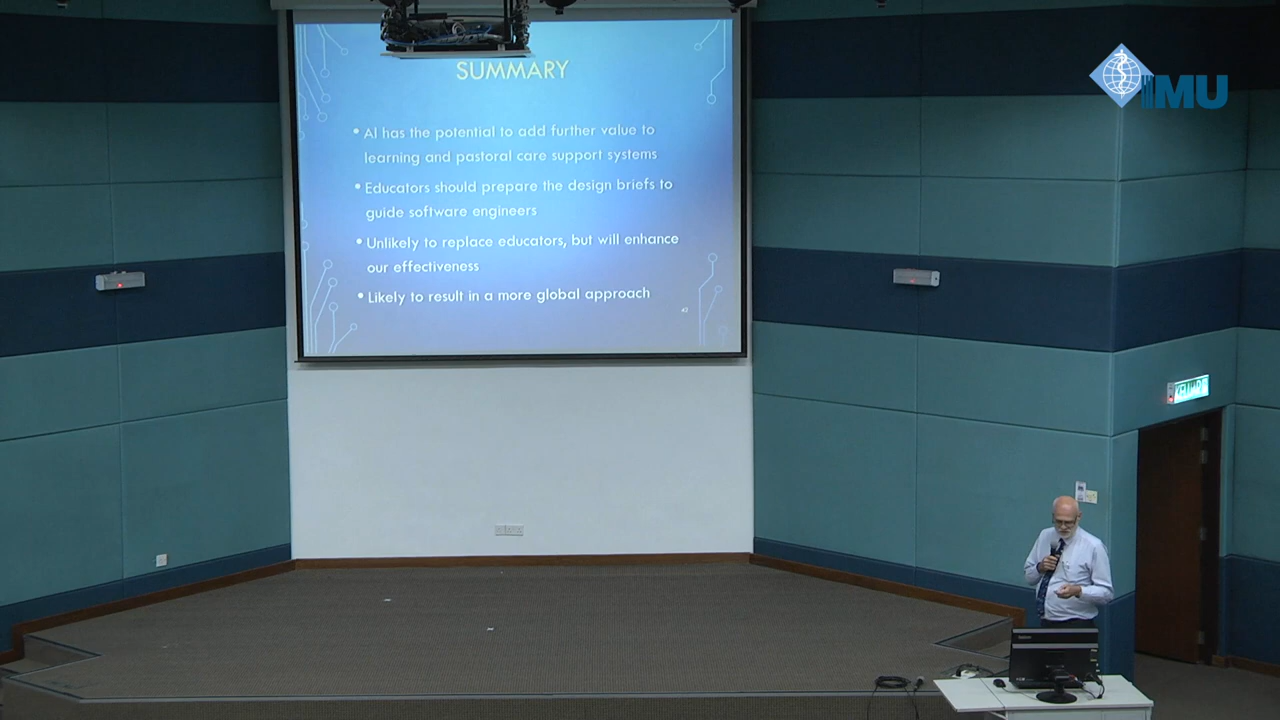 SUMMARY
• AI has the potential to add further value to
learning and pastoral care support systems
• Educators should prepare the design briefs to
guide software engineers
• Unlikely to replace educators, but will enhance
our effectiveness
• Likely to result in a more global approach
42
IMU